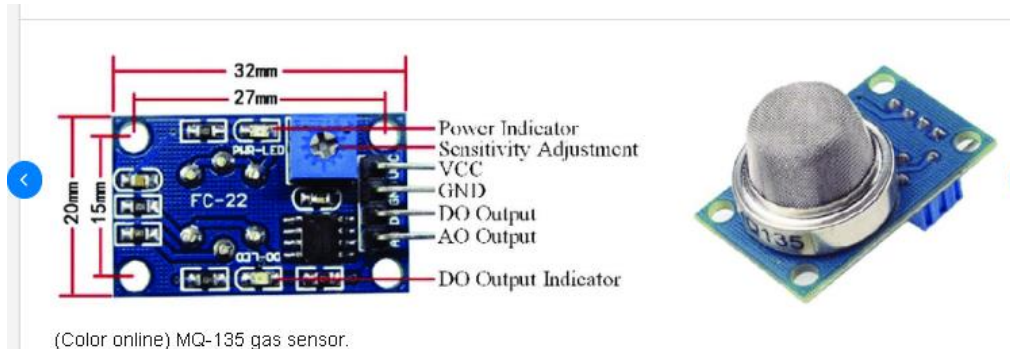 32mm
27mm
20mm
15mm
Power Indicator
PWR-LED
Sensitivity Adjustment
VCC
GND
DO Output
AO Output
FC-22
DO-LED
DO Output Indicator
Q135
(Color online) MQ-135 gas sensor.